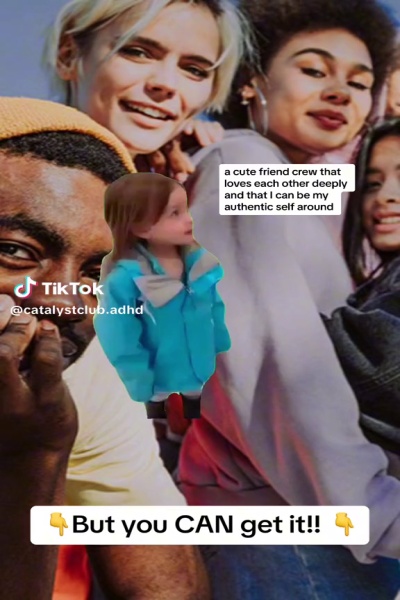 a cute friend crew that
loves each other deeply
and that I can be my
authentic self around
TikTok
@catalystclub.adhd
👇But you CAN get it!! 👇